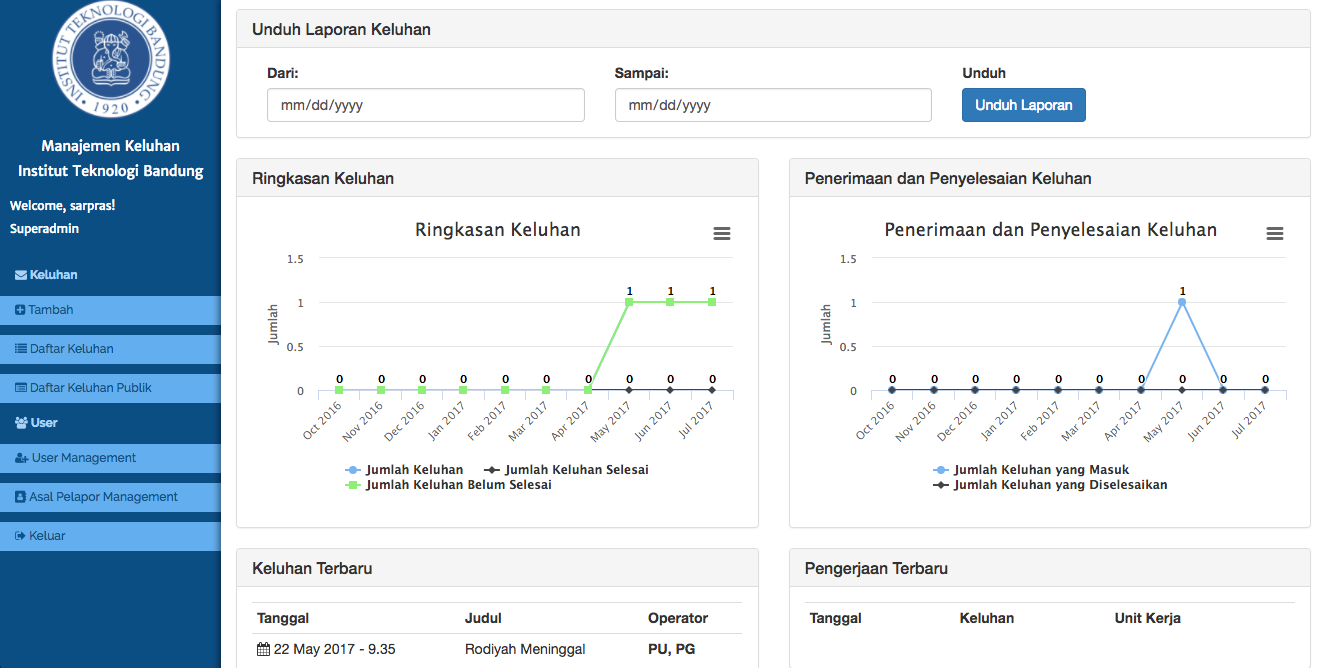 INSTITUT TEKNOLOGI BANDUNG
1920
Manajemen Keluhan
Institut Teknologi Bandung
Welcome, sarpras!
Superadmin
Keluhan
Tambah
Daftar Keluhan
Daftar Keluhan Publik
User
User Management
Asal Pelapor Management
Keluar
Unduh Laporan Keluhan
Dari: Sampai: Unduh
mm/dd/yyyy mm/dd/yyyy Unduh Laporan
Ringkasan Keluhan
Ringkasan Keluhan
Jumlah
1.5
1
0.5
0
1 1 1
0 0 0 0 0 0 0 0 0 0
Oct 2016 Nov 2016 Dec 2016 Jan 2017 Feb 2017 Mar 2017 Apr 2017 May 2017 Jun 2017 Jul 2017
Jumlah Keluhan Jumlah Keluhan Selesai
Jumlah Keluhan Belum Selesai
Penerimaan dan Penyelesaian Keluhan
Penerimaan dan Penyelesaian Keluhan
Jumlah
1.5
1
0.5
0
1
0 0 0 0 0 0 0 0 0 0
Oct 2016 Nov 2016 Dec 2016 Jan 2017 Feb 2017 Mar 2017 Apr 2017 May 2017 Jun 2017 Jul 2017
Jumlah Keluhan yang Masuk
Jumlah Keluhan yang Diselesaikan
Keluhan Terbaru
Tanggal Judul Operator
22 May 2017 - 9.35 Rodiyah Meninggal PU, PG
Pengerjaan Terbaru
Tanggal Keluhan Unit Kerja